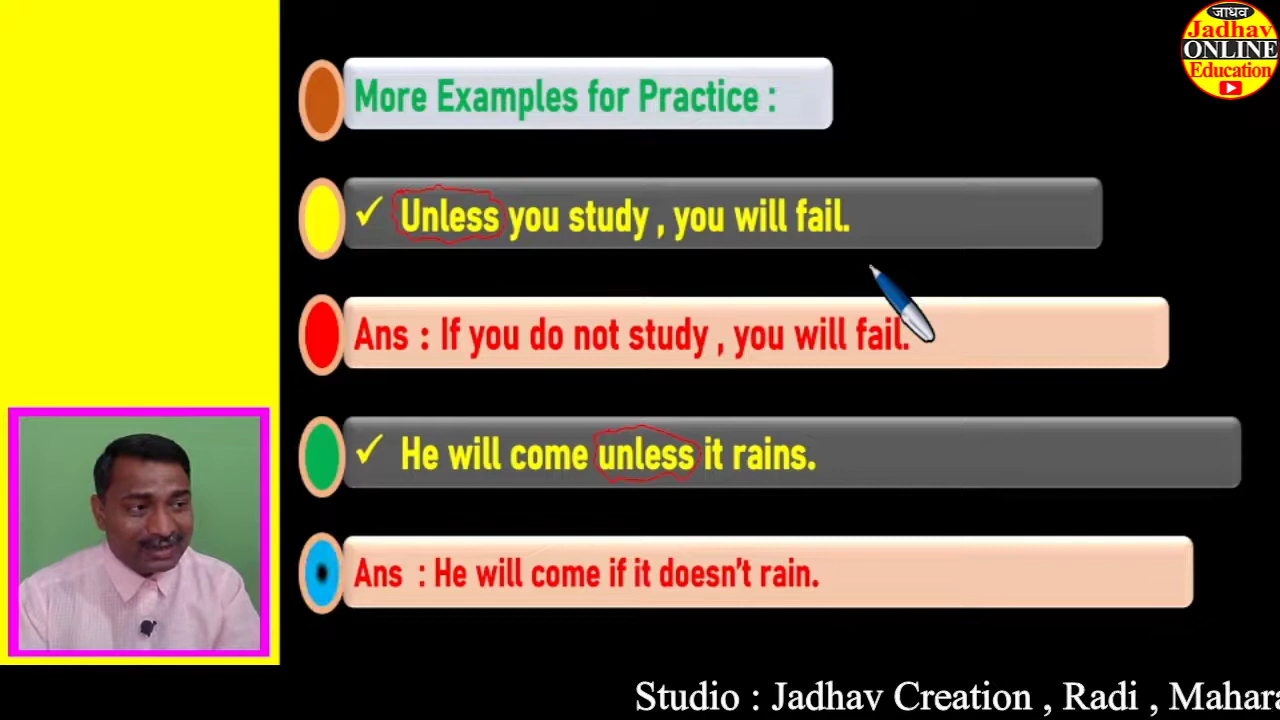 जाधव
Jadhav
ONLINE
Education
More Examples for Practice :
✓ Unless you study , you will fail.
Ans : If you do not study , you will fail.
✓ He will come unless it rains.
Ans : He will come if it doesn't rain.
Studio : Jadhav Creation , Radi , Mahara